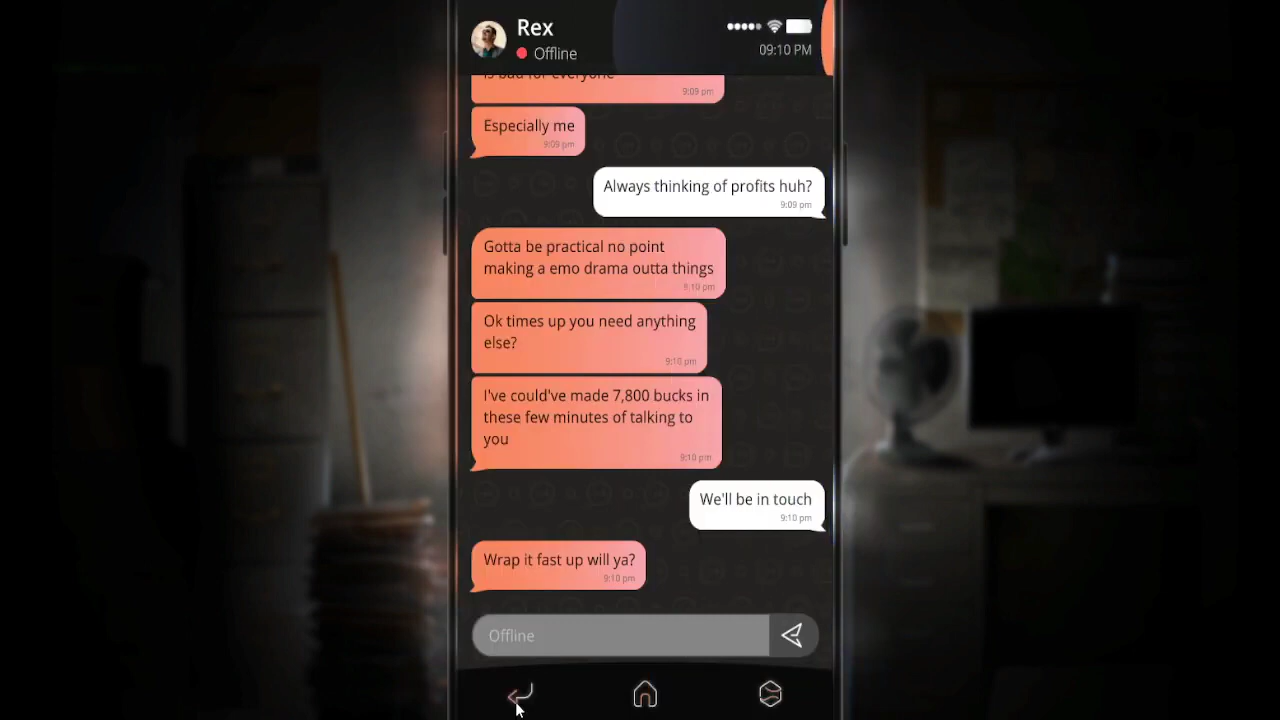 Rex
Offline
09:10 PM
is bad for everyone
9:09 pm
Especially me
9:09 pm
Always thinking of profits huh?
9:09 pm
Gotta be practical no point
making a emo drama outta things
9:10 pm
Ok times up you need anything
else?
9:10 pm
I've could've made 7,800 bucks in
these few minutes of talking to
you
9:10 pm
We'll be in touch
9:10 pm
Wrap it fast up will ya?
9:10 pm
Offline